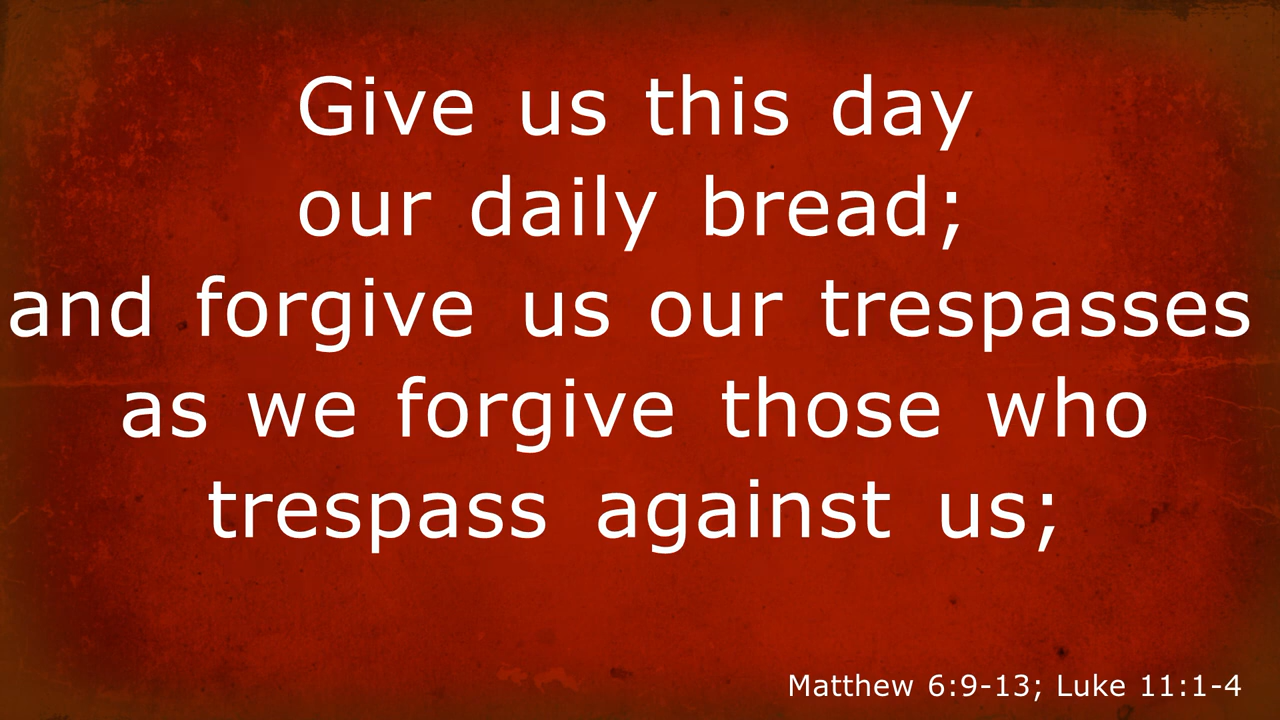 Give us this day
our daily bread;
and forgive us our trespasses
as we forgive those who
trespass against us;
Matthew 6:9-13; Luke 11:1-4